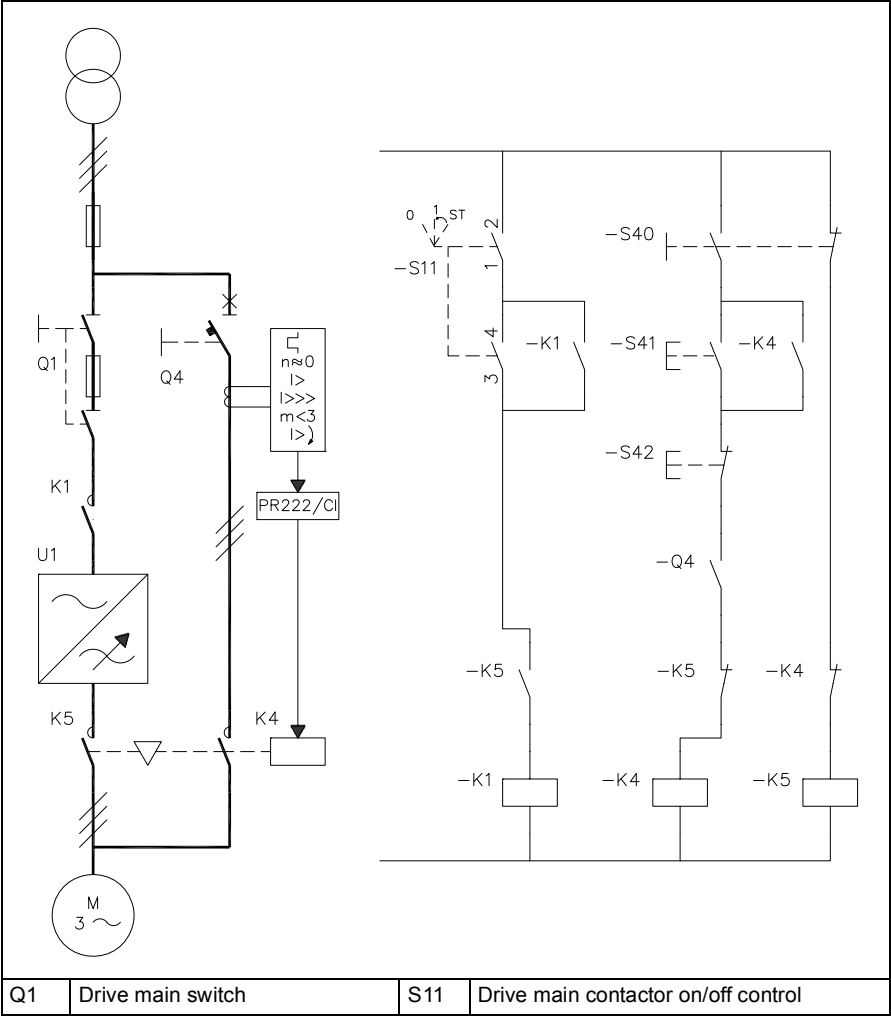 0 1 ST
2
-S11
1
-S40
4
-K1
-S41
-K4
3
-S42
Q1
Q4
n≈0
I>
I>>>
m<3
I>
K1
PR222/CI
U1
-Q4
K5
K4
-K5
-K5
-K4
-K1
-K4
-K5
M
3
Q1 Drive main switch S11 Drive main contactor on/off control